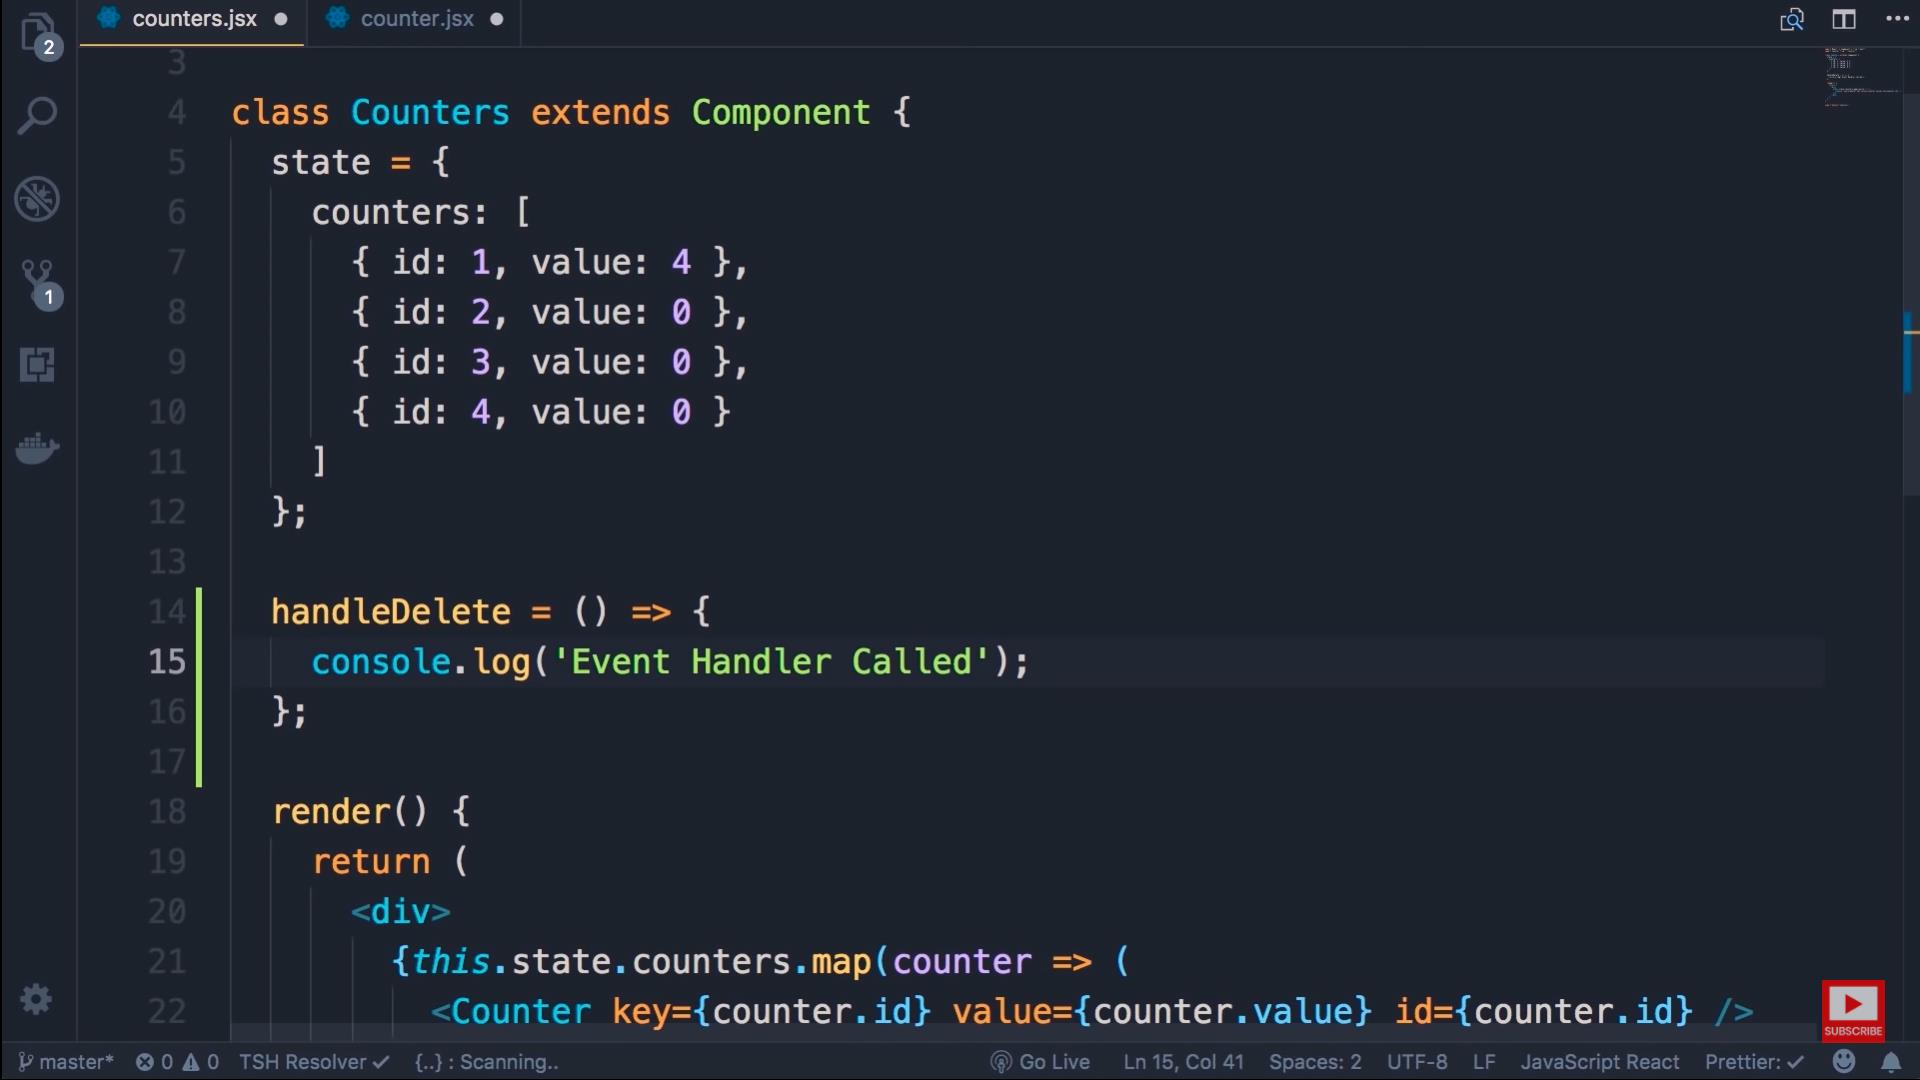 counters.jsx ● counter.jsx ●
2
3
4 class Counters extends Component {
5 state = {
6 counters: [
7 { id: 1, value: 4 },
8 { id: 2, value: 0 },
9 { id: 3, value: 0 },
10 { id: 4, value: 0 }
11 ]
12 };
13
14 handleDelete = () => {
15 console.log('Event Handler Called');
16 };
17
18 render() {
19 return (
20 <div>
21 {this.state.counters.map(counter => (
22 <Counter key={counter.id} value={counter.value} id={counter.id} />
1
SUBSCRIBE
master* 0 0 TSH Resolver ✓ {..} : Scanning.. Go Live Ln 15, Col 41 Spaces: 2 UTF-8 LF JavaScript React Prettier: ✓